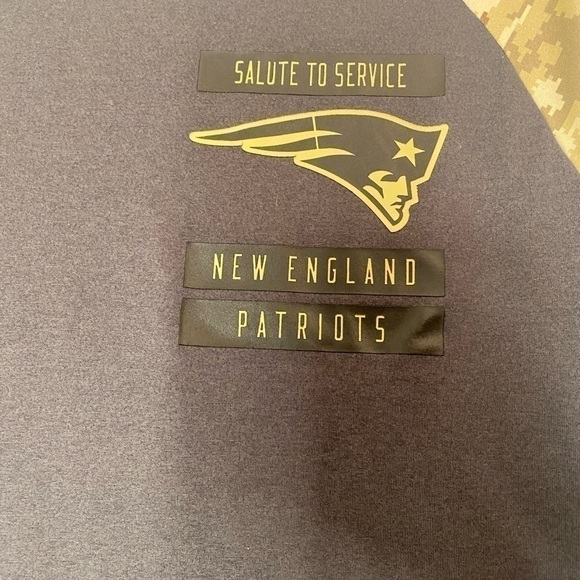 SALUTE TO SERVICE
NEW ENGLAND
PATRIOTS